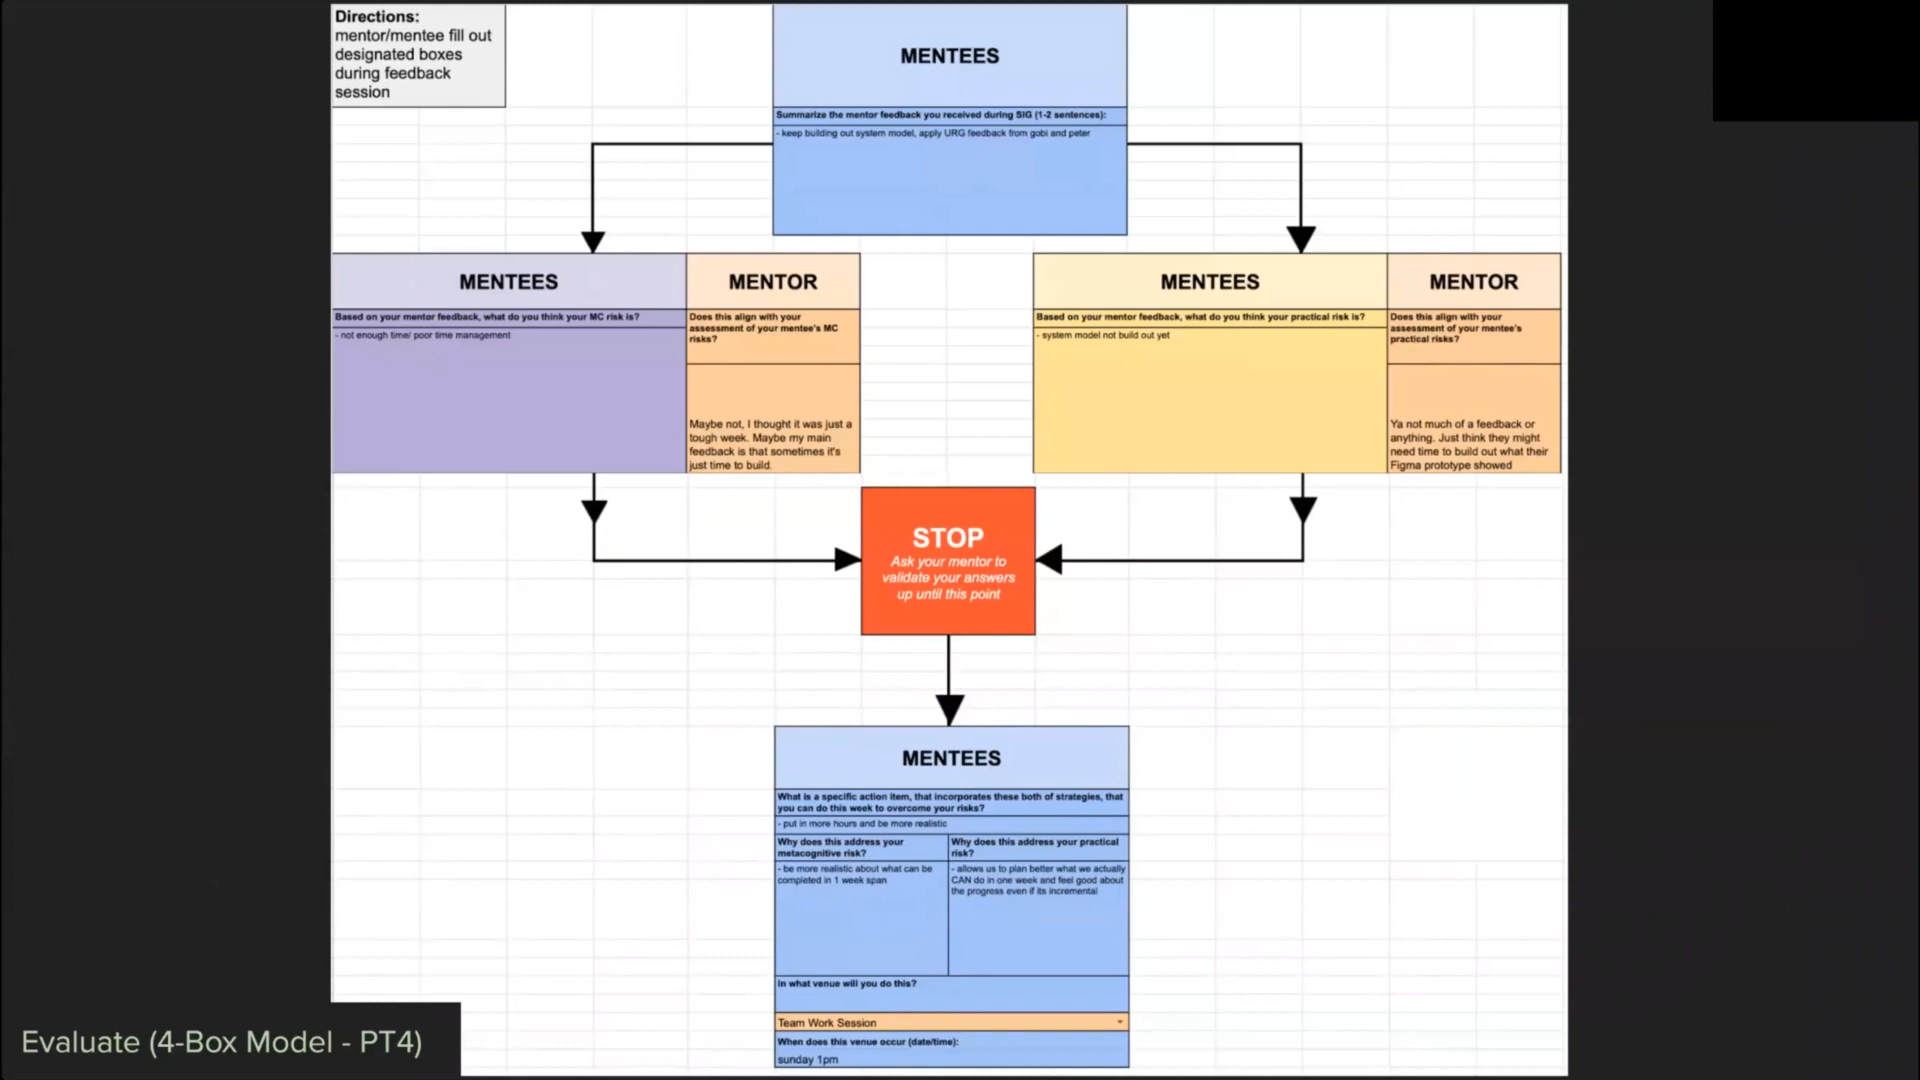 Directions:
mentor/mentee fill out
designated boxes
during feedback
session
MENTEES
Summarize the mentor feedback you received during SIG (1-2 sentences):
- keep building out system model, apply URG feedback from gobi and peter
MENTEES
Based on your mentor feedback, what do you think your MC risk is?
- not enough time/ poor time management
MENTOR
Does this align with your
assessment of your mentee's MC
risks?
Maybe not, I thought it was just a
tough week. Maybe my main
feedback is that sometimes it's
just time to build.
MENTEES
Based on your mentor feedback, what do you think your practical risk is?
- system model not build out yet
MENTOR
Does this align with your
assessment of your mentee's
practical risks?
Ya not much of a feedback or
anything. Just think they might
need time to build out what their
Figma prototype showed
STOP
Ask your mentor to
validate your answers
up until this point
MENTEES
What is a specific action item, that incorporates these both of strategies, that
you can do this week to overcome your risks?
- put in more hours and be more realistic
Why does this address your
metacognitive risk?
- be more realistic about what can be
completed in 1 week span
Why does this address your practical
risk?
- allows us to plan better what we actually
CAN do in one week and feel good about
the progress even if its incremental
In what venue will you do this?
Team Work Session
When does this venue occur (date/time):
sunday 1pm
Evaluate (4-Box Model - PT4)